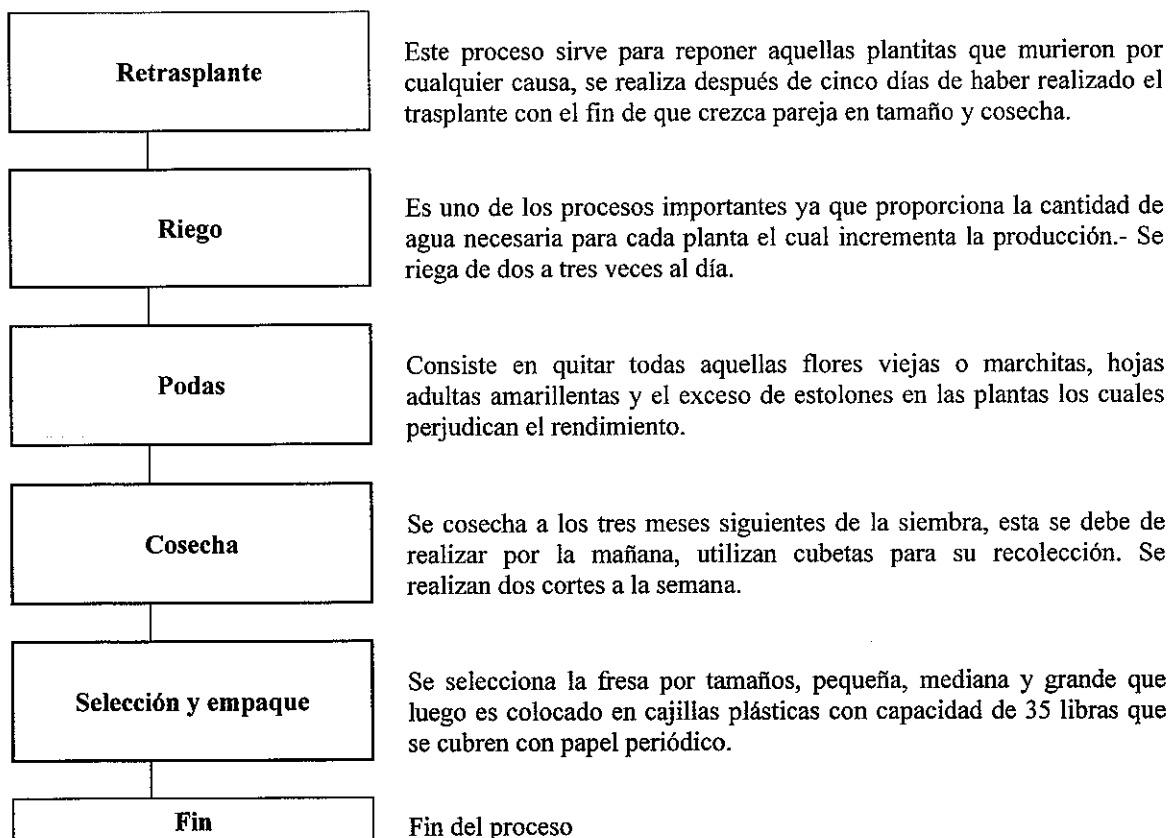 Retrasplante
Este proceso sirve para reponer aquellas plantitas que murieron por
cualquier causa, se realiza después de cinco días de haber realizado el
trasplante con el fin de que crezca pareja en tamaño y cosecha.
Riego
Es uno de los procesos importantes ya que proporciona la cantidad de
agua necesaria para cada planta el cual incrementa la producción.- Se
riega de dos a tres veces al día.
Podas
Consiste en quitar todas aquellas flores viejas o marchitas, hojas
adultas amarillentas y el exceso de estolones en las plantas los cuales
perjudican el rendimiento.
Cosecha
Se cosecha a los tres meses siguientes de la siembra, esta se debe de
realizar por la mañana, utilizan cubetas para su recolección. Se
realizan dos cortes a la semana.
Selección y empaque
Se selecciona la fresa por tamaños, pequeña, mediana y grande que
luego es colocado en cajillas plásticas con capacidad de 35 libras que
se cubren con papel periódico.
Fin
Fin del proceso